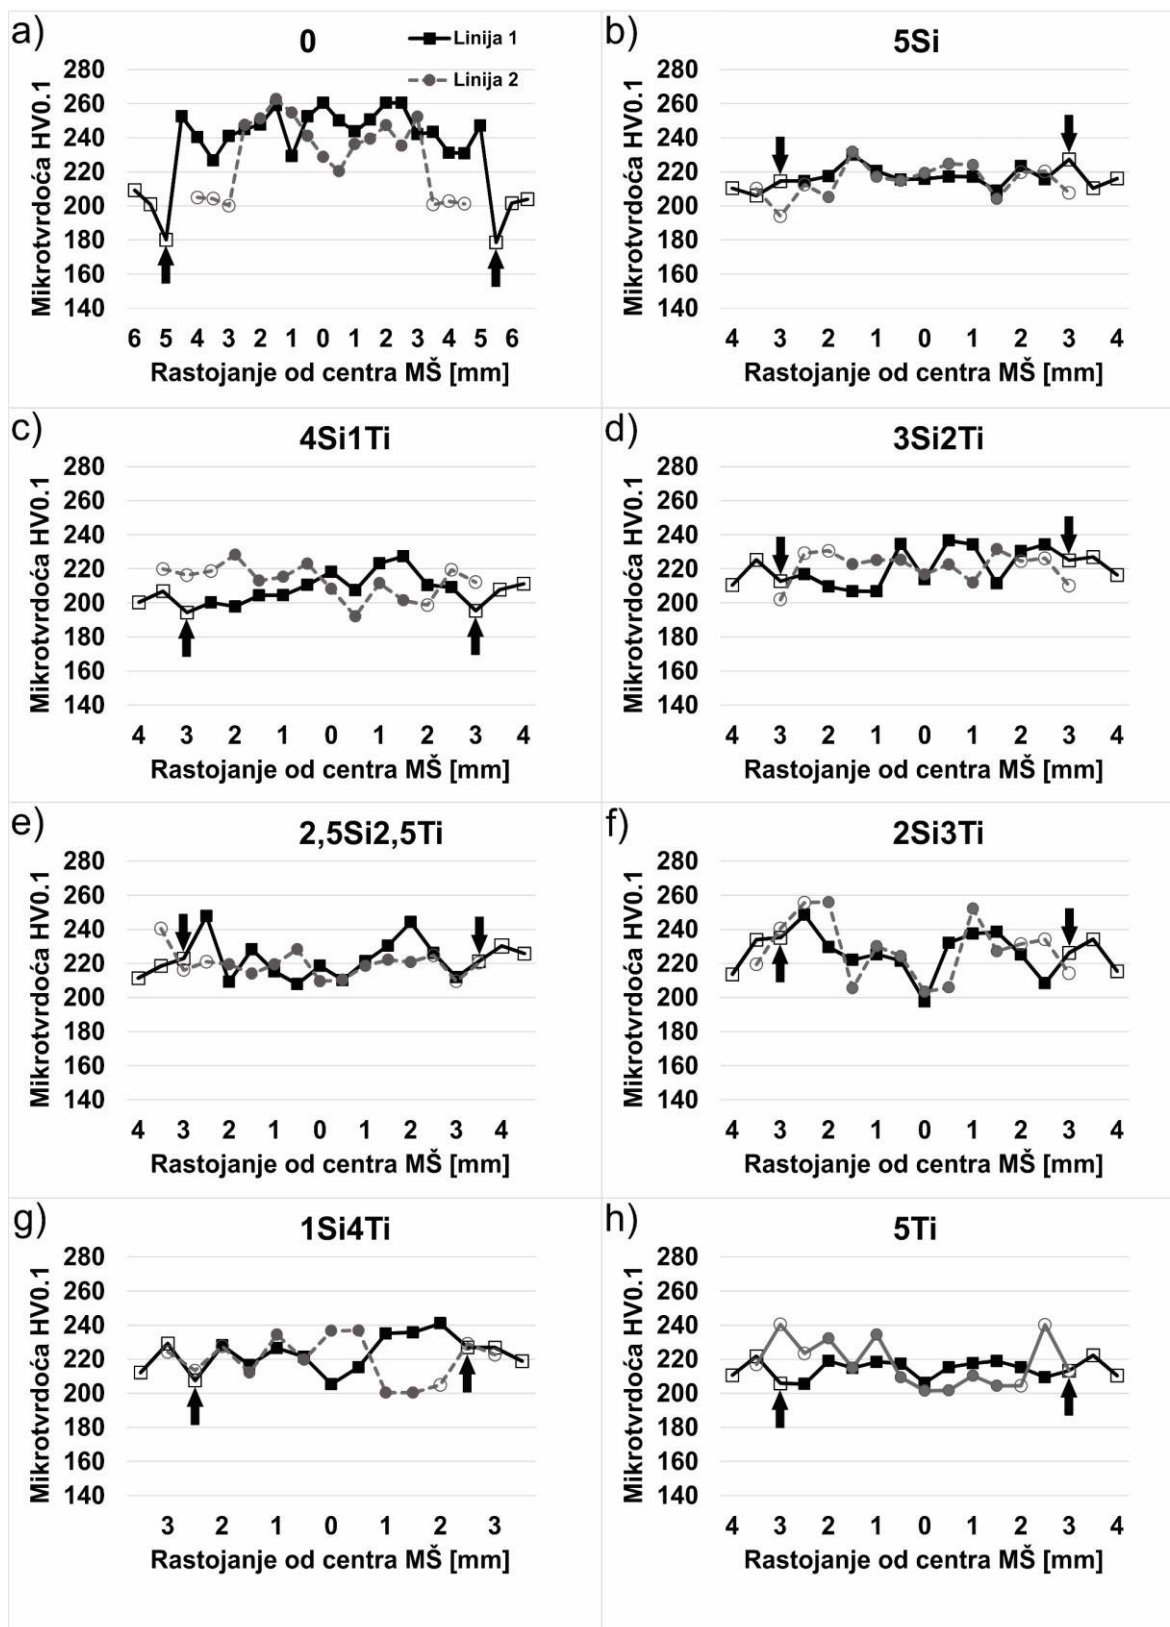 a)
0
Linija 1
Linija 2
Mikrotvrdoća HV0.1
280
260
240
220
200
180
160
140
6 5 4 3 2 1 0 1 2 3 4 5 6
Rastojanje od centra MŠ [mm]
b)
5Si
Mikrotvrdoća HV0.1
280
260
240
220
200
180
160
140
4 3 2 1 0 1 2 3 4
Rastojanje od centra MŠ [mm]
c)
4Si1Ti
Mikrotvrdoća HV0.1
280
260
240
220
200
180
160
140
4 3 2 1 0 1 2 3 4
Rastojanje od centra MŠ [mm]
d)
3Si2Ti
Mikrotvrdoća HV0.1
280
260
240
220
200
180
160
140
4 3 2 1 0 1 2 3 4
Rastojanje od centra MŠ [mm]
e)
2,5Si2,5Ti
Mikrotvrdoća HV0.1
280
260
240
220
200
180
160
140
4 3 2 1 0 1 2 3 4
Rastojanje od centra MŠ [mm]
f)
2Si3Ti
Mikrotvrdoća HV0.1
280
260
240
220
200
180
160
140
4 3 2 1 0 1 2 3 4
Rastojanje od centra MŠ [mm]
g)
1Si4Ti
Mikrotvrdoća HV0.1
280
260
240
220
200
180
160
140
3 2 1 0 1 2 3
Rastojanje od centra MŠ [mm]
h)
5Ti
Mikrotvrdoća HV0.1
280
260
240
220
200
180
160
140
4 3 2 1 0 1 2 3 4
Rastojanje od centra MŠ [mm]